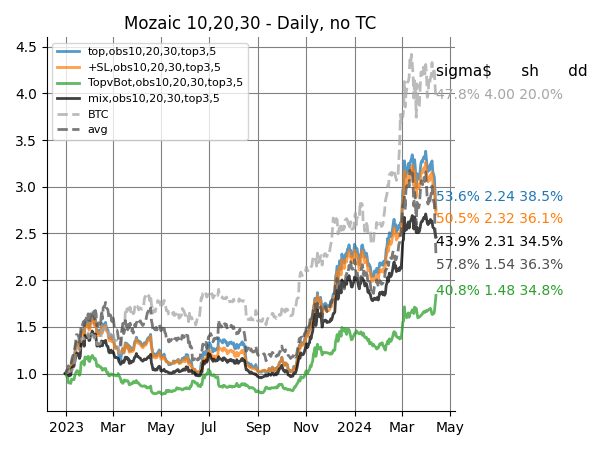 Mozaic 10,20,30 - Daily, no TC
top,obs10,20,30,top3,5
+SL,obs10,20,30,top3,5
TopvBot,obs10,20,30,top3,5
mix,obs10,20,30,top3,5
BTC
avg
sigma$ sh dd
47.8% 4.00 20.0%
53.6% 2.24 38.5%
50.5% 2.32 36.1%
43.9% 2.31 34.5%
57.8% 1.54 36.3%
40.8% 1.48 34.8%
4.5
4.0
3.5
3.0
2.5
2.0
1.5
1.0
2023 Mar May Jul Sep Nov 2024 Mar May